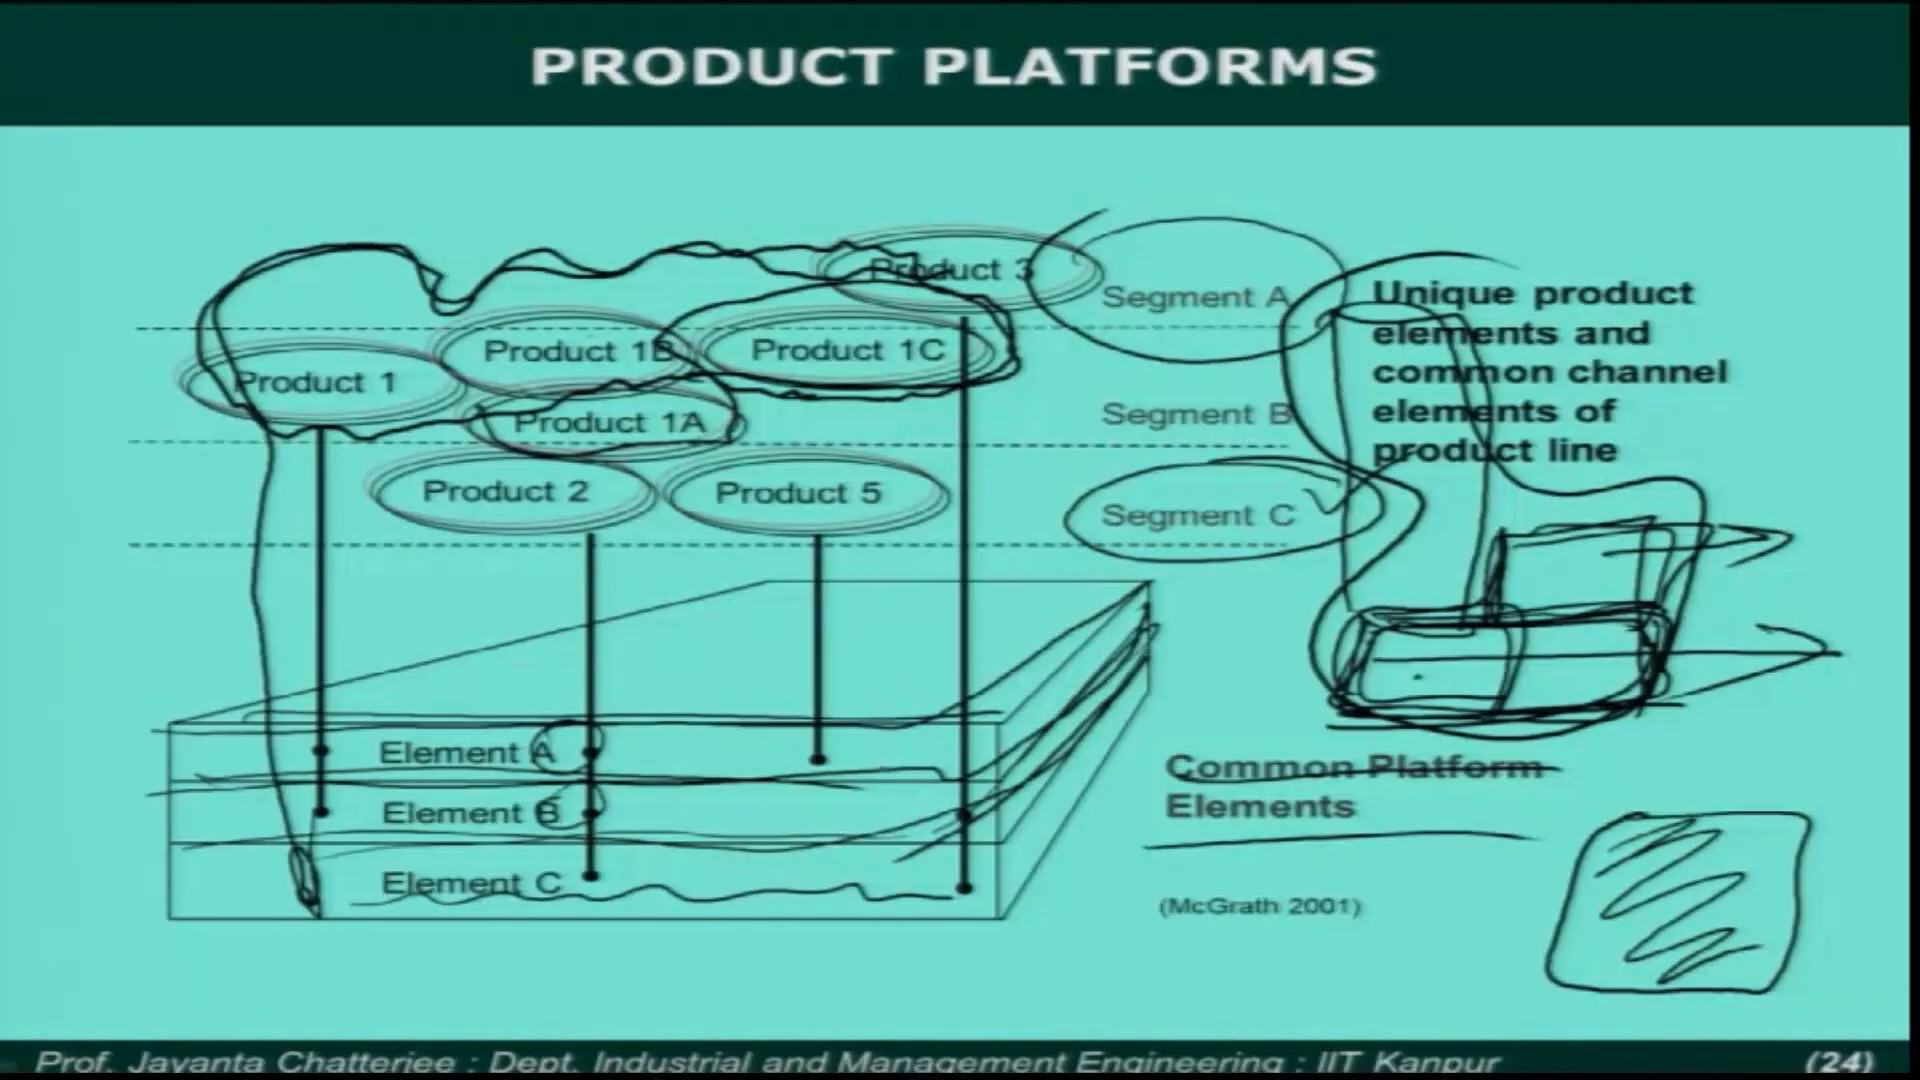 PRODUCT PLATFORMS
Product 3
Segment A
Unique product
elements and
common channel
elements of
product line
Product 1B
Product 1C
Product 1
Product 1A
Segment B
Product 2
Product 5
Segment C
Element A
Element B
Element C
Common Platform
Elements
(McGrath 2001)
Prof. Jayanta Chatterjee : Dept. Industrial and Management Engineering : IIT Kanpur
(24)